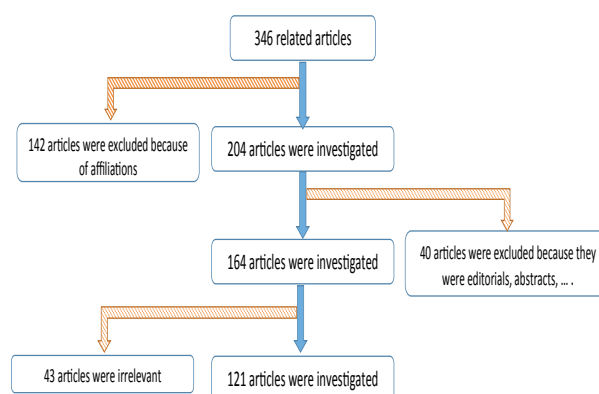 346 related articles
142 articles were excluded because
of affiliations
204 articles were investigated
164 articles were investigated
40 articles were excluded because they
were editorials, abstracts, ... .
43 articles were irrelevant
121 articles were investigated